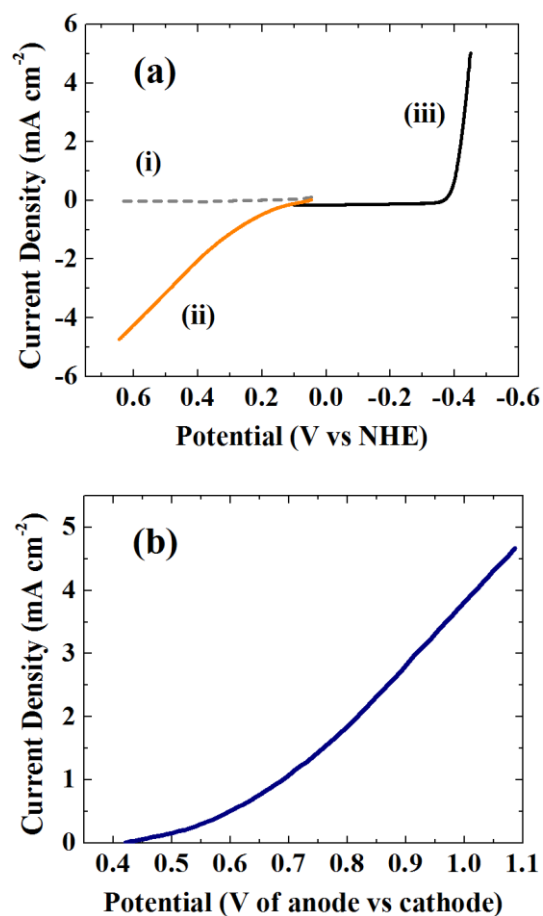 (a)
6
4
2
0
-2
-4
-6
Current Density (mA cm⁻²)
(i)
(ii)
(iii)
0.6 0.4 0.2 0.0 -0.2 -0.4 -0.6
Potential (V vs NHE)
(b)
5
4
3
2
1
0
Current Density (mA cm⁻²)
0.4 0.5 0.6 0.7 0.8 0.9 1.0 1.1
Potential (V of anode vs cathode)